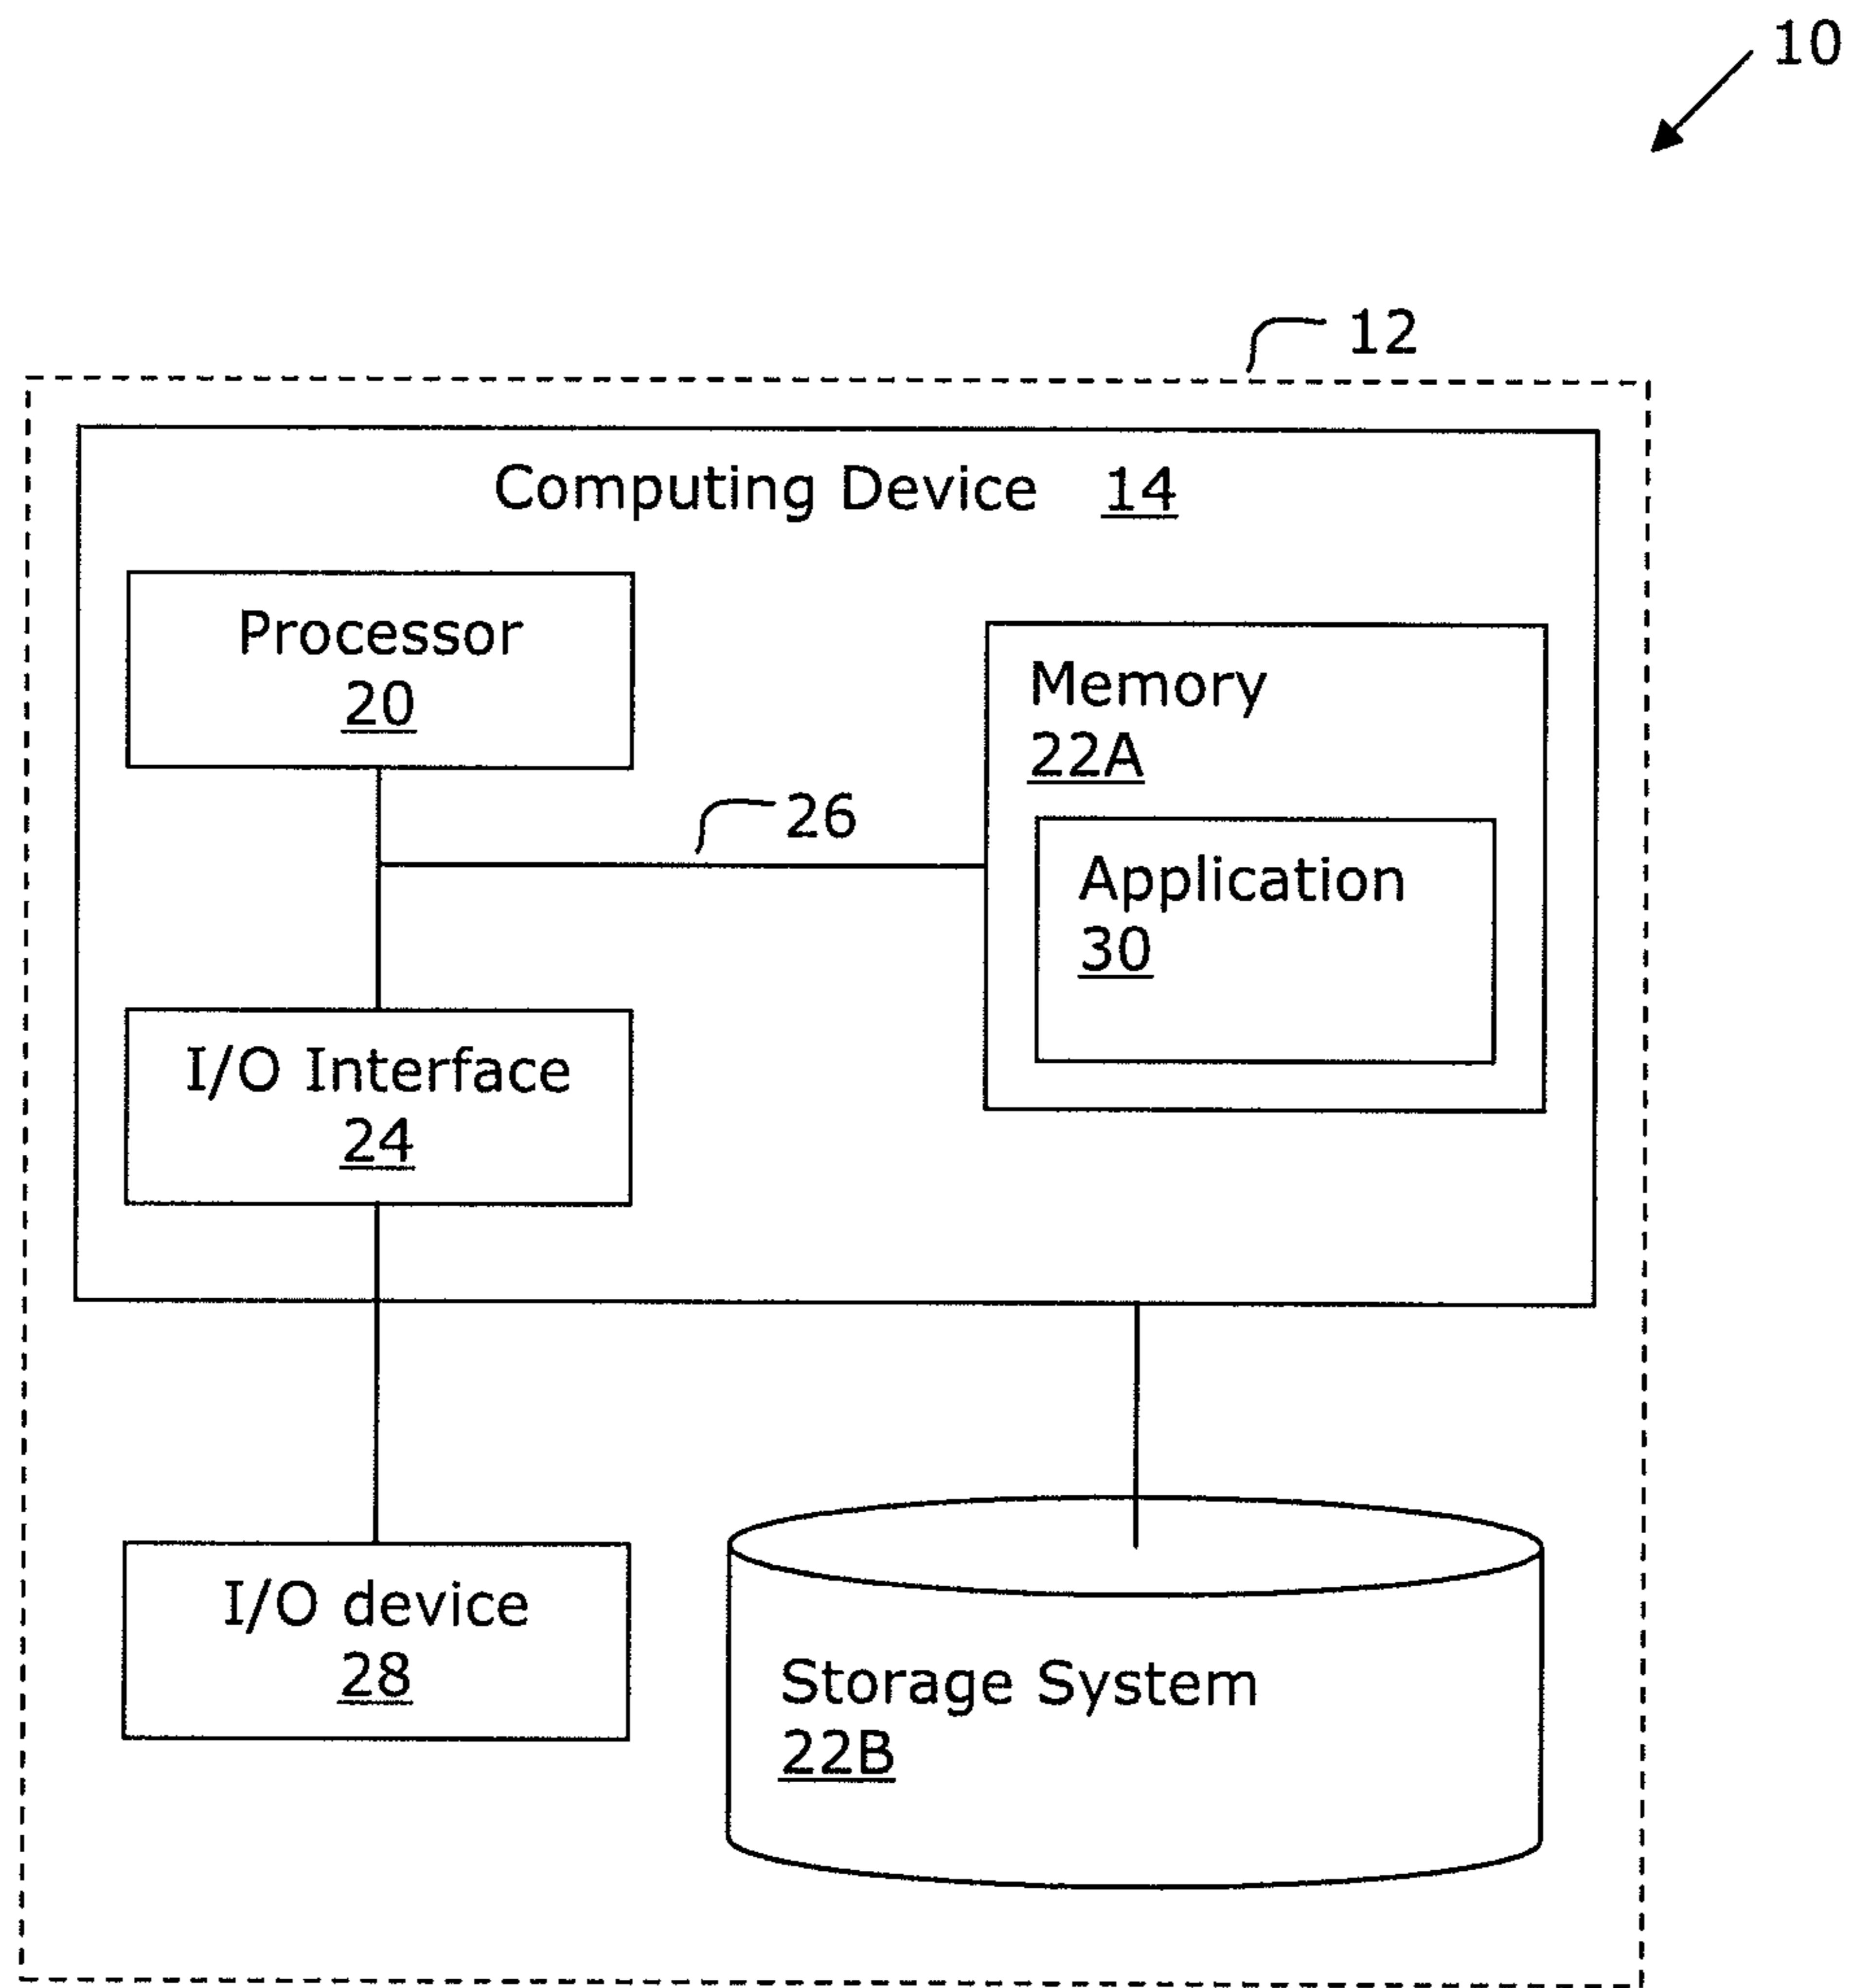 10
12
Computing Device 14
Processor
20
Memory
22A
26
Application
30
I/O Interface
24
I/O device
28
Storage System
22B